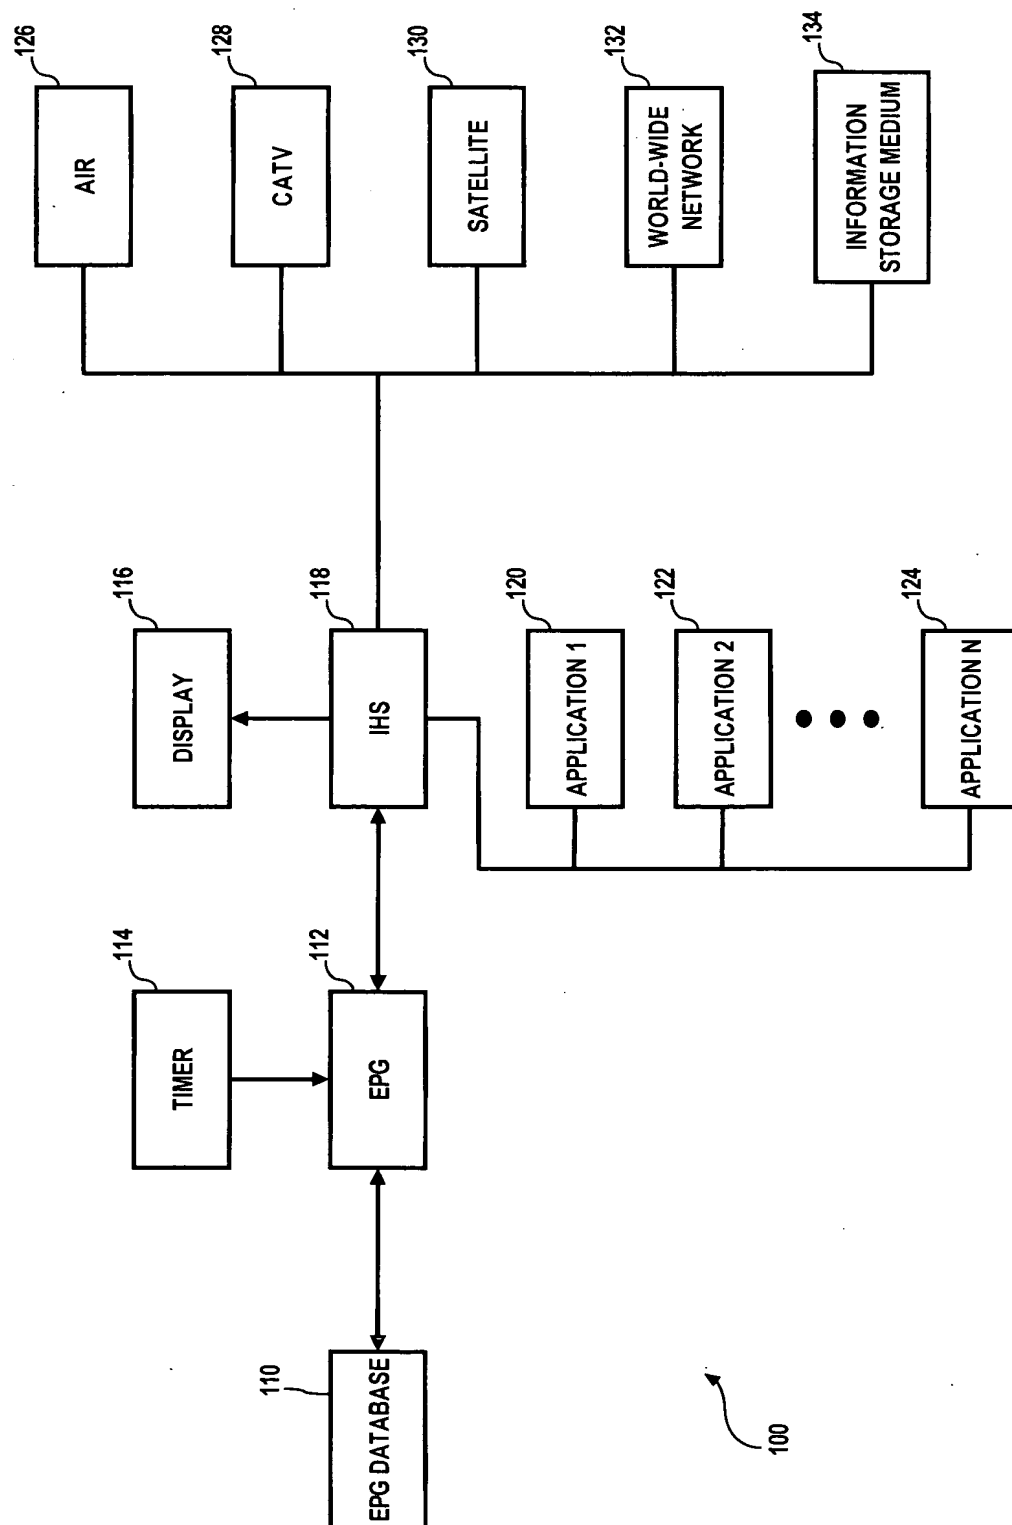 126
AIR
128
CATV
130
SATELLITE
132
WORLD-WIDE
NETWORK
134
INFORMATION
STORAGE MEDIUM
116
DISPLAY
118
IHS
120
APPLICATION 1
122
APPLICATION 2
124
APPLICATION N
114
TIMER
112
EPG
110
EPG DATABASE
100